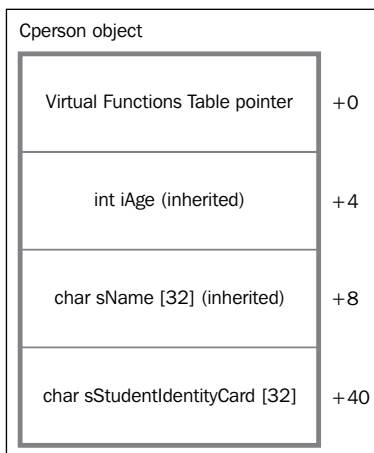 Cperson object
Virtual Functions Table pointer +0
int iAge (inherited) +4
char sName [32] (inherited) +8
char sStudentIdentityCard [32] +40